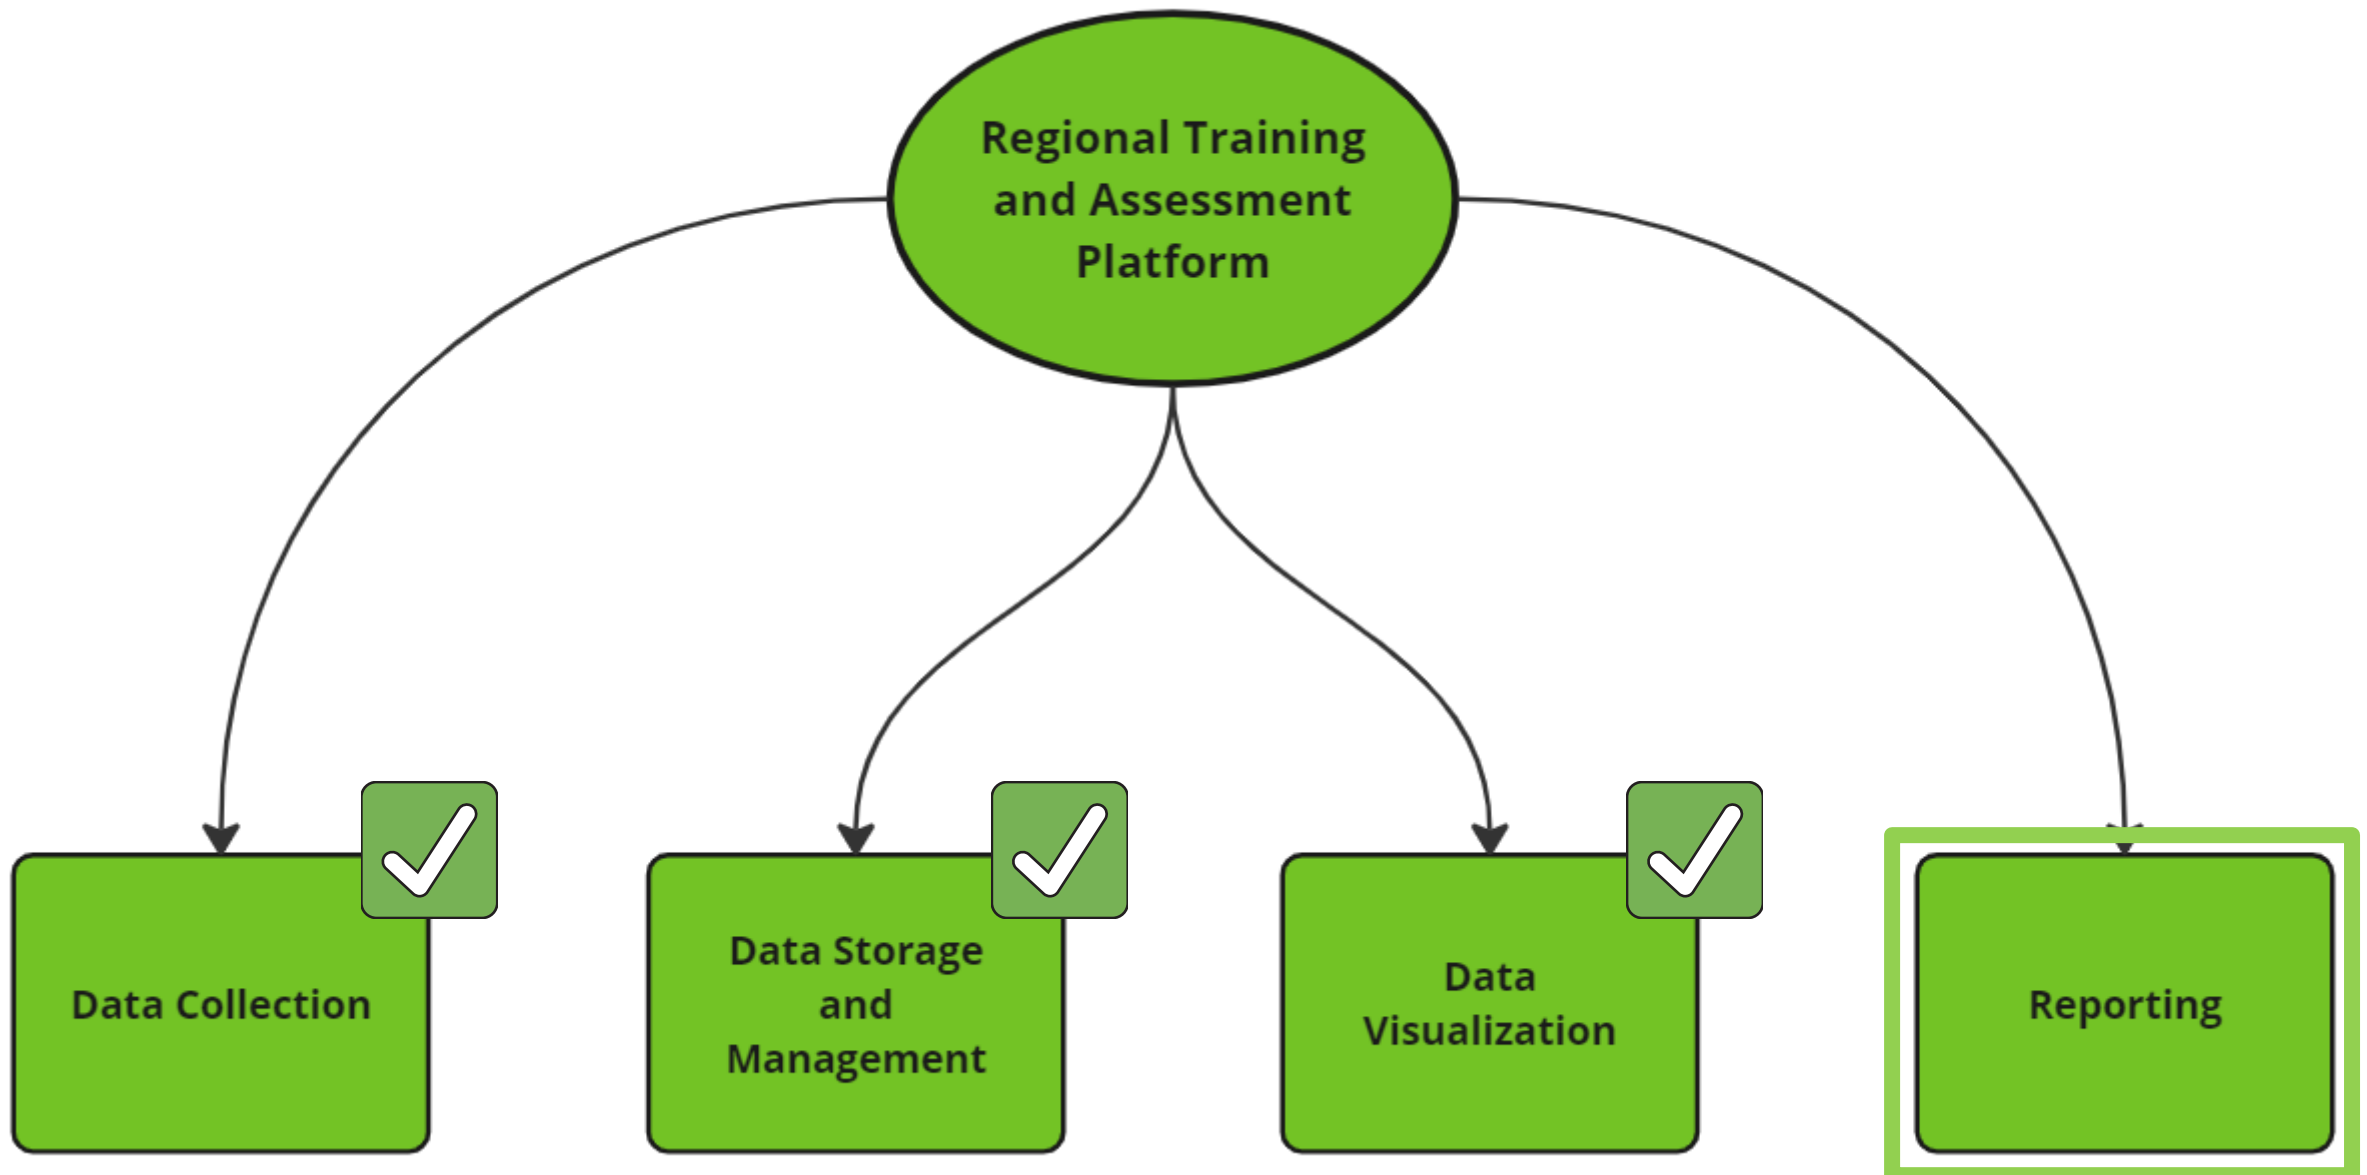 Regional Training
and Assessment
Platform
Data Collection
Data Storage
and
Management
Data
Visualization
Reporting